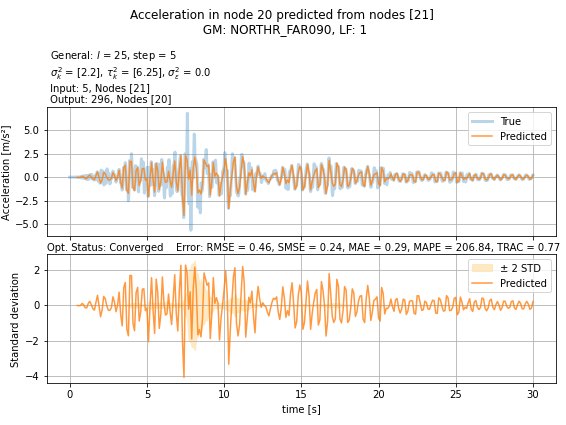 Acceleration in node 20 predicted from nodes [21]
GM: NORTHR_FAR090, LF: 1
General: l = 25, step = 5
σ²ₖ = [2.2], τ²ₖ = [6.25], σ²ε = 0.0
Input: 5, Nodes [21]
Output: 296, Nodes [20]
Acceleration [m/s²]
5.0
2.5
0.0
−2.5
−5.0
True
Predicted
Opt. Status: Converged Error: RMSE = 0.46, SMSE = 0.24, MAE = 0.29, MAPE = 206.84, TRAC = 0.77
Standard deviation
2
0
−2
−4
± 2 STD
Predicted
0 5 10 15 20 25 30
time [s]